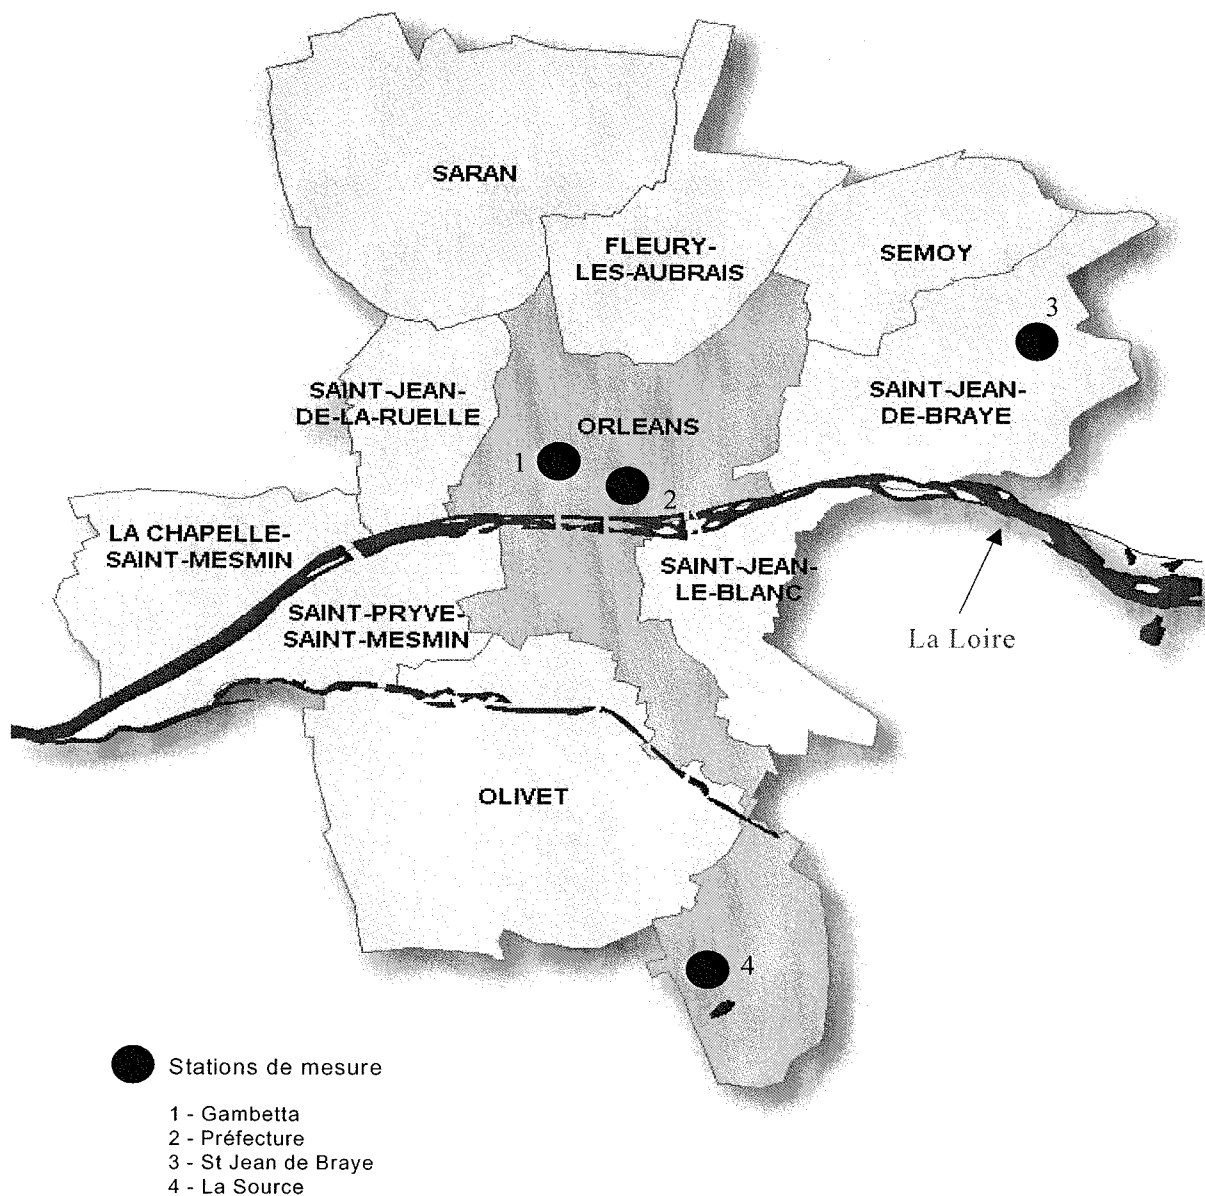 SARAN
FLEURY-
LES-AUBRAIS
SEMOY
3
SAINT-JEAN-
DE-LA-RUELLE
SAINT-JEAN-
DE-BRAYE
ORLEANS
1
2
LA CHAPELLE-
SAINT-MESMIN
SAINT-JEAN-
LE-BLANC
SAINT-PRYVE-
SAINT-MESMIN
La Loire
OLIVET
4
Stations de mesure
1 - Gambetta
2 - Préfecture
3 - St Jean de Braye
4 - La Source